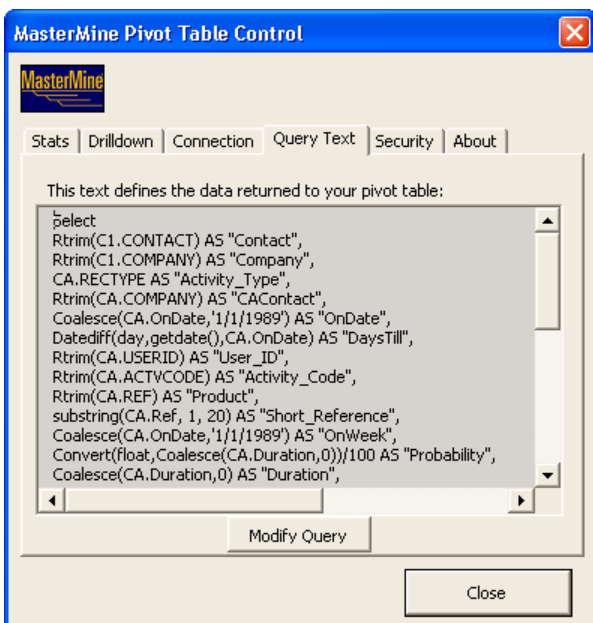 MasterMine Pivot Table Control
MasterMine
Stats Drilldown Connection Query Text Security About
This text defines the data returned to your pivot table:
Select
Rtrim(C1.CONTACT) AS "Contact",
Rtrim(C1.COMPANY) AS "Company",
CA.RECTYPE AS "Activity_Type",
Rtrim(CA.COMPANY) AS "CAContact",
Coalesce(CA.OnDate,'1/1/1989') AS "OnDate",
Datediff(day,getdate(),CA.OnDate) AS "DaysTill",
Rtrim(CA.USERID) AS "User_ID",
Rtrim(CA.ACTVCODE) AS "Activity_Code",
Rtrim(CA.REF) AS "Product",
substring(CA.Ref, 1, 20) AS "Short_Reference",
Coalesce(CA.OnDate,'1/1/1989') AS "OnWeek",
Convert(float,Coalesce(CA.Duration,0))/100 AS "Probability",
Coalesce(CA.Duration,0) AS "Duration",
Modify Query
Close